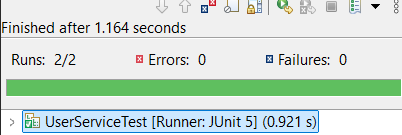 Finished after 1.164 seconds
Runs: 2/2 Errors: 0 Failures: 0
UserServiceTest [Runner: JUnit 5] (0.921 s)